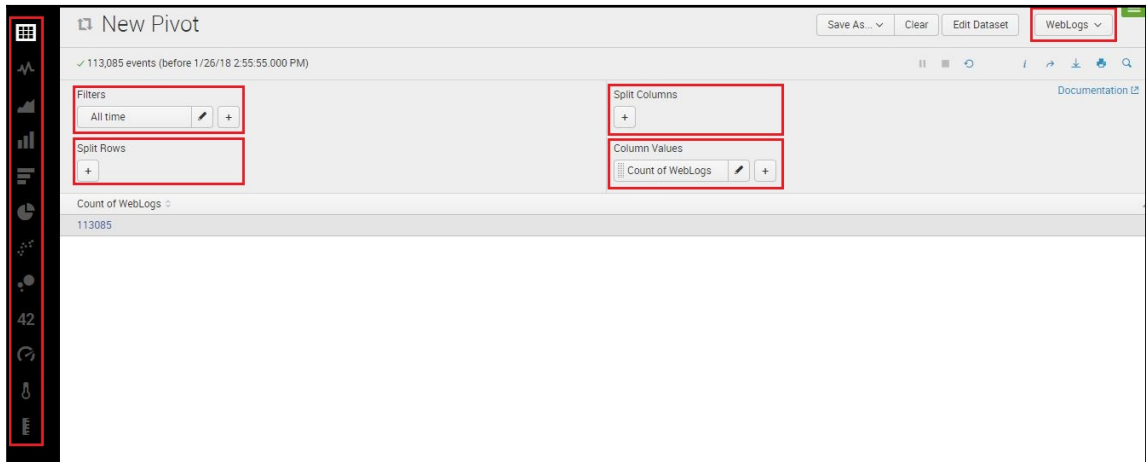 New Pivot
Save As... Clear Edit Dataset WebLogs
✓ 113,085 events (before 1/26/18 2:55:55.000 PM)
Documentation
Filters
All time
+
Split Columns
+
Split Rows
+
Column Values
Count of WebLogs
+
Count of WebLogs
113085
42